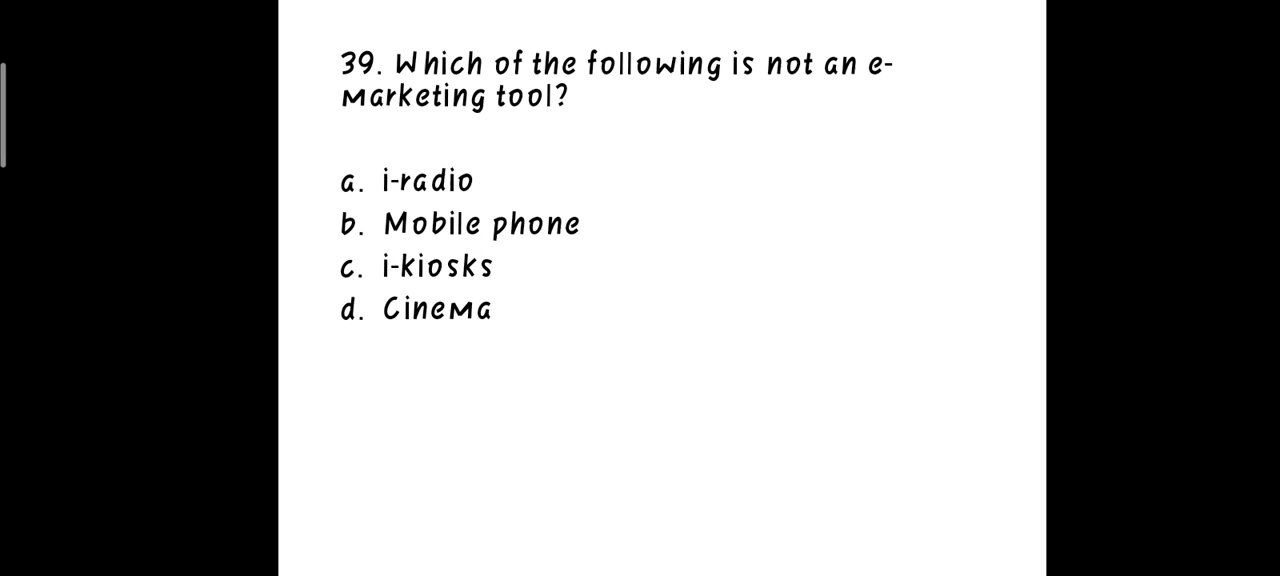 39. Which of the following is not an e-
marketing tool?
a. i-radio
b. Mobile phone
c. i-kiosks
d. Cinema